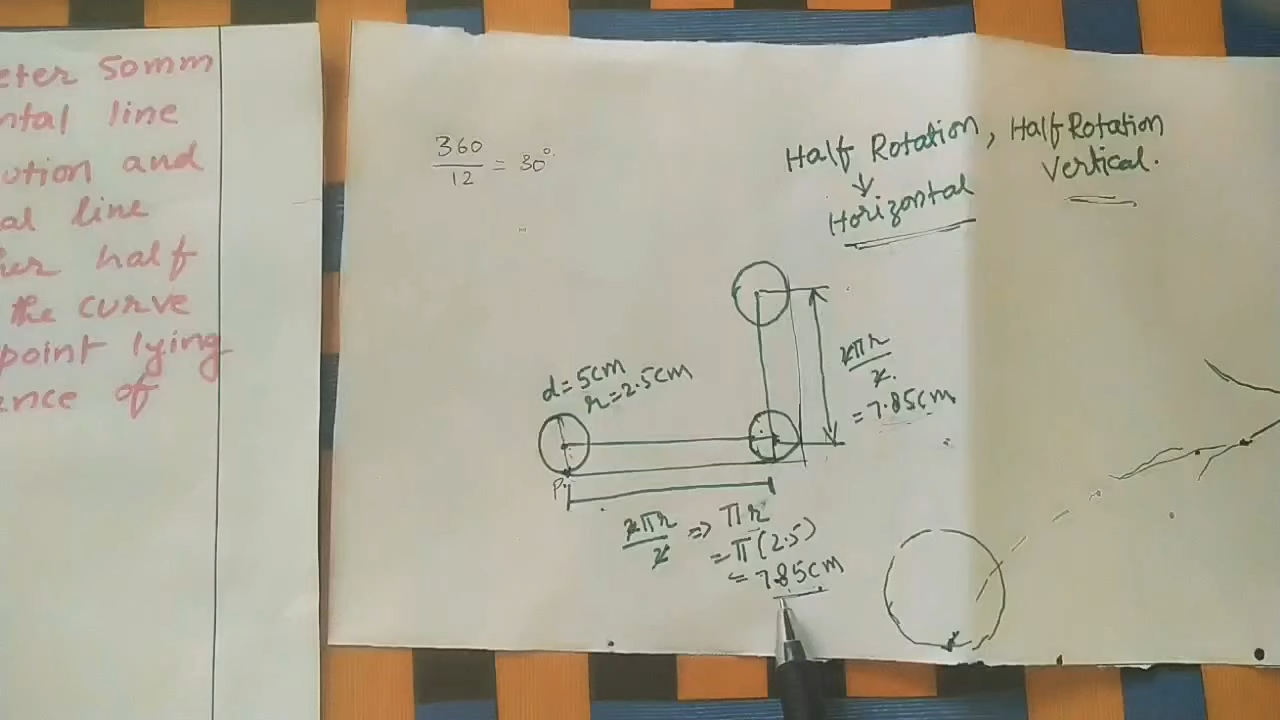 eter 50mm
ntal line
ution and
al line
her half
the curve
point lying
ence of
360/12 = 30°
Half Rotation, Half Rotation
Horizontal
Vertical.
d=5cm
r=2.5cm
2πr/2
= 7.85cm
P
2πr/2 ⇒ πr
= π(2.5)
= 7.85cm